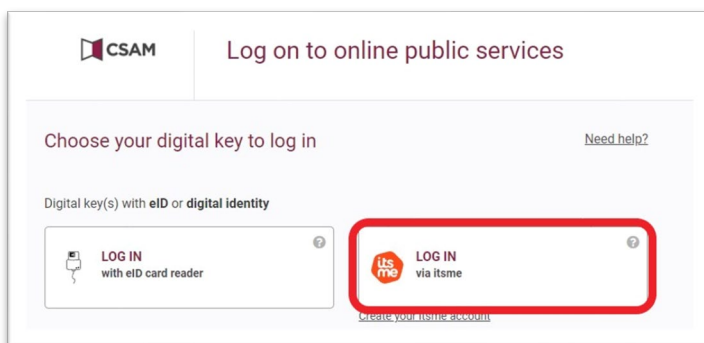 CSAM
Log on to online public services
Choose your digital key to log in
Need help?
Digital key(s) with eID or digital identity
LOG IN
with eID card reader
?
its
me
LOG IN
via itsme
?
Create your itsme account